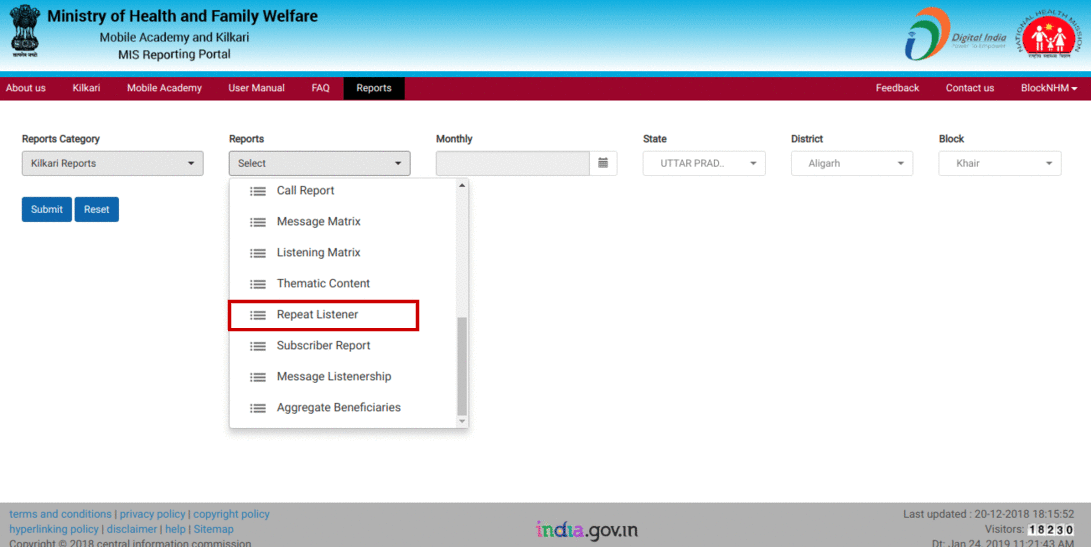 Ministry of Health and Family Welfare
Mobile Academy and Kilkari
MIS Reporting Portal
Digital India
Power To Empower
NATIONAL HEALTH MISSION
About us Kilkari Mobile Academy User Manual FAQ Reports Feedback Contact us BlockNHM
Reports Category Reports Monthly State District Block
Kilkari Reports Select UTTAR PRAD.. Aligarh Khair
Submit Reset
Call Report
Message Matrix
Listening Matrix
Thematic Content
Repeat Listener
Subscriber Report
Message Listenership
Aggregate Beneficiaries
terms and conditions | privacy policy | copyright policy
hyperlinking policy | disclaimer | help | Sitemap
Copyright © 2018 central information commission
india.gov.in
Last updated : 20-12-2018 18:15:52
Visitors: 18230
Dt: Jan 24, 2019 11:21:43 AM